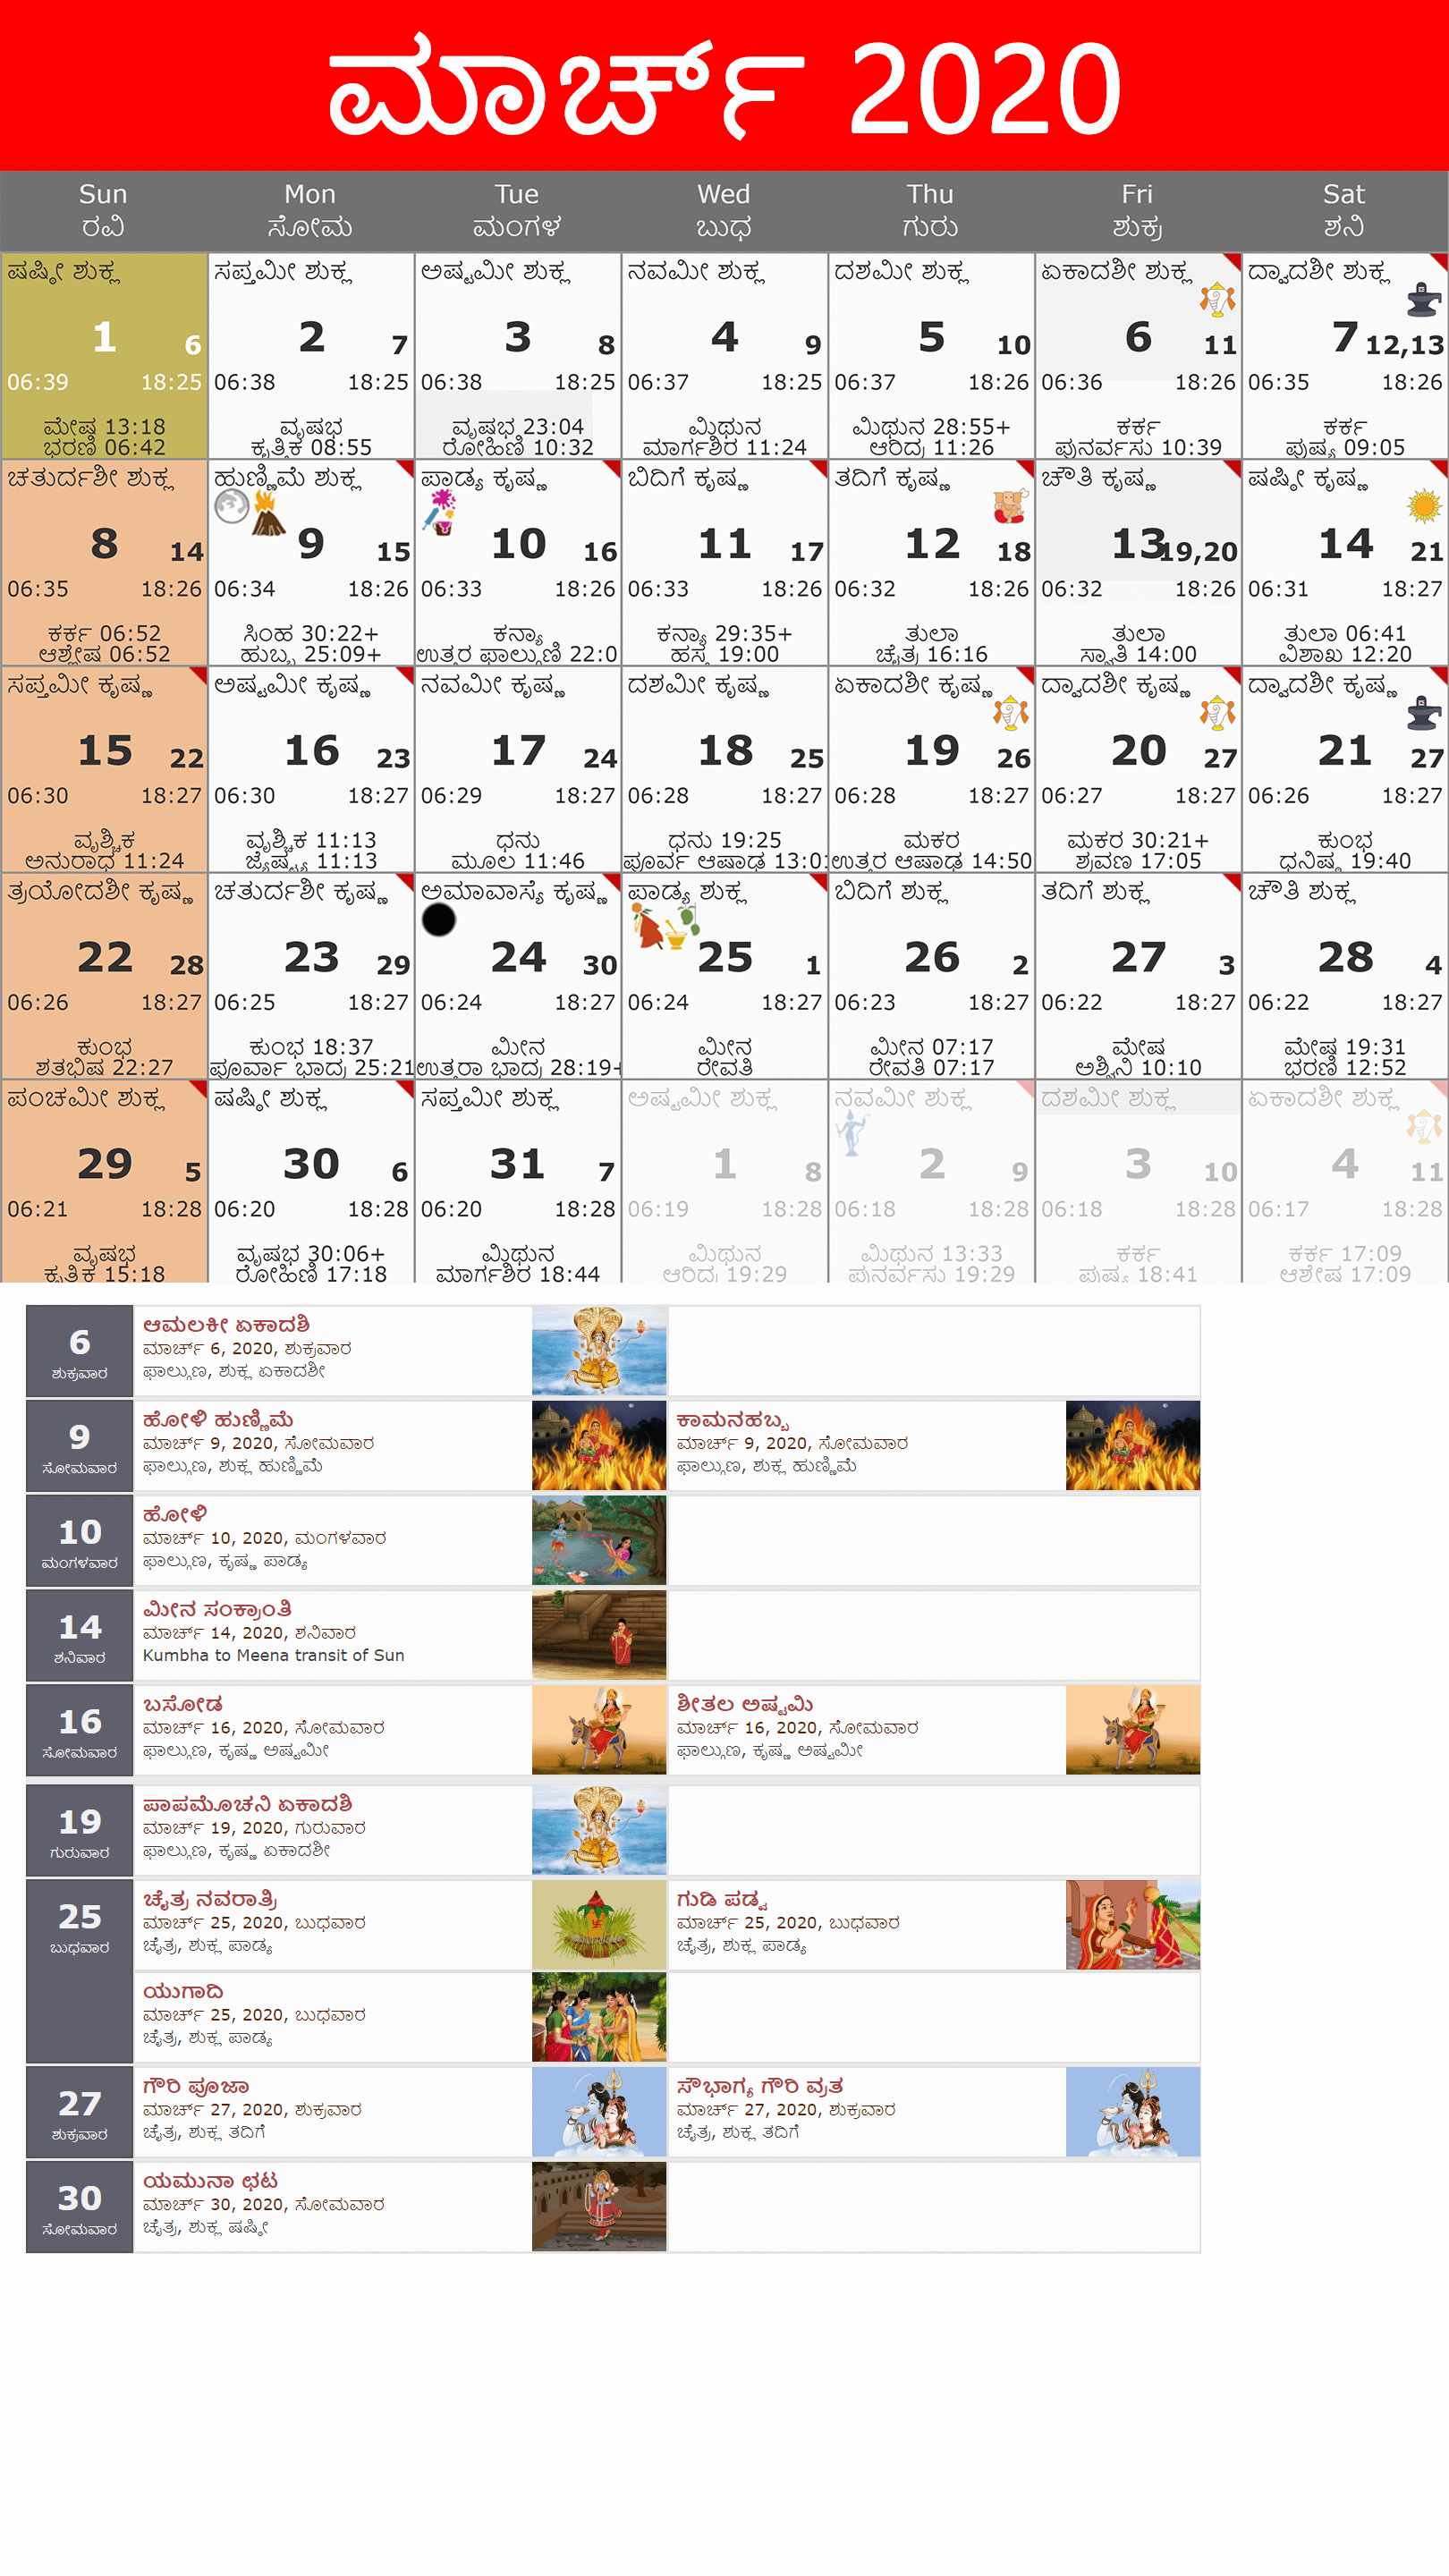 ಮಾರ್ಚ್ 2020
Sun Mon Tue Wed Thu Fri Sat
ರವಿ ಸೋಮ ಮಂಗಳ ಬುಧ ಗುರು ಶುಕ್ರ ಶನಿ
ಷಷ್ಠೀ ಶುಕ್ಲ ಸಪ್ತಮೀ ಶುಕ್ಲ ಅಷ್ಟಮೀ ಶುಕ್ಲ ನವಮೀ ಶುಕ್ಲ ದಶಮೀ ಶುಕ್ಲ ಏಕಾದಶೀ ಶುಕ್ಲ ದ್ವಾದಶೀ ಶುಕ್ಲ
1 6 2 7 3 8 4 9 5 10 6 11 7 12,13
06:39 18:25 06:38 18:25 06:38 18:25 06:37 18:25 06:37 18:26 06:36 18:26 06:35 18:26
ಮೇಷ 13:18 ವೃಷಭ ವೃಷಭ 23:04 ಮಿಥುನ ಮಿಥುನ 28:55+ ಕರ್ಕ ಕರ್ಕ
ಭರಣಿ 06:42 ಕೃತಿಕ 08:55 ರೋಹಿಣಿ 10:32 ಮಾರ್ಗಶಿರ 11:24 ಆರಿದ್ರ 11:26 ಪುನರ್ವಸು 10:39 ಪುಷ್ಯ 09:05
ಚತುರ್ದಶೀ ಶುಕ್ಲ ಹುಣ್ಣಿಮೆ ಶುಕ್ಲ ಪಾಡ್ಯ ಕೃಷ್ಣ ಬಿದಿಗೆ ಕೃಷ್ಣ ತದಿಗೆ ಕೃಷ್ಣ ಚೌತಿ ಕೃಷ್ಣ ಷಷ್ಠೀ ಕೃಷ್ಣ
8 14 9 15 10 16 11 17 12 18 13 19,20 14 21
06:35 18:26 06:34 18:26 06:33 18:26 06:33 18:26 06:32 18:26 06:32 18:26 06:31 18:27
ಕರ್ಕ 06:52 ಸಿಂಹ 30:22+ ಕನ್ಯಾ ಕನ್ಯಾ 29:35+ ತುಲಾ ತುಲಾ ತುಲಾ 06:41
ಆಶ್ಲೇಷ 06:52 ಹುಬ್ಬ 25:09+ ಉತ್ತರ ಫಾಲ್ಗುಣಿ 22:0 ಹಸ್ತ 19:00 ಚೈತ್ರ 16:16 ಸ್ವಾತಿ 14:00 ವಿಶಾಖ 12:20
ಸಪ್ತಮೀ ಕೃಷ್ಣ ಅಷ್ಟಮೀ ಕೃಷ್ಣ ನವಮೀ ಕೃಷ್ಣ ದಶಮೀ ಕೃಷ್ಣ ಏಕಾದಶೀ ಕೃಷ್ಣ ದ್ವಾದಶೀ ಕೃಷ್ಣ ದ್ವಾದಶೀ ಕೃಷ್ಣ
15 22 16 23 17 24 18 25 19 26 20 27 21 27
06:30 18:27 06:30 18:27 06:29 18:27 06:28 18:27 06:28 18:27 06:27 18:27 06:26 18:27
ವೃಶ್ಚಿಕ ವೃಶ್ಚಿಕ 11:13 ಧನು ಧನು 19:25 ಮಕರ ಮಕರ 30:21+ ಕುಂಭ
ಅನುರಾಧ 11:24 ಜ್ಯೆಷ್ಟ್ಯ 11:13 ಮೂಲ 11:46 ಪೂರ್ವ ಆಷಾಢ 13:0 ಉತ್ತರ ಆಷಾಢ 14:50 ಶ್ರವಣ 17:05 ಧನಿಷ್ಠ 19:40
ತ್ರಯೋದಶೀ ಕೃಷ್ಣ ಚತುರ್ದಶೀ ಕೃಷ್ಣ ಅಮಾವಾಸ್ಯೆ ಕೃಷ್ಣ ಪಾಡ್ಯ ಶುಕ್ಲ ಬಿದಿಗೆ ಶುಕ್ಲ ತದಿಗೆ ಶುಕ್ಲ ಚೌತಿ ಶುಕ್ಲ
22 28 23 29 24 30 25 1 26 2 27 3 28 4
06:26 18:27 06:25 18:27 06:24 18:27 06:24 18:27 06:23 18:27 06:22 18:27 06:22 18:27
ಕುಂಭ ಕುಂಭ 18:37 ಮೀನ ಮೀನ ಮೀನ 07:17 ಮೇಷ ಮೇಷ 19:31
ಶತಭಿಷ 22:27 ಪೂರ್ವಾ ಭಾದ್ರ 25:21 ಉತ್ತರಾ ಭಾದ್ರ 28:19+ ರೇವತಿ ರೇವತಿ 07:17 ಅಶ್ವಿನಿ 10:10 ಭರಣಿ 12:52
ಪಂಚಮೀ ಶುಕ್ಲ ಷಷ್ಠೀ ಶುಕ್ಲ ಸಪ್ತಮೀ ಶುಕ್ಲ ಅಷ್ಟಮೀ ಶುಕ್ಲ ನವಮೀ ಶುಕ್ಲ ದಶಮೀ ಶುಕ್ಲ ಏಕಾದಶೀ ಶುಕ್ಲ
29 5 30 6 31 7 1 8 2 9 3 10 4 11
06:21 18:28 06:20 18:28 06:20 18:28 06:19 18:28 06:18 18:28 06:18 18:28 06:17 18:28
ವೃಷಭ ವೃಷಭ 30:06+ ಮಿಥುನ ಮಿಥುನ ಮಿಥುನ 13:33 ಕರ್ಕ ಕರ್ಕ 17:09
ಕೃತಿಕ 15:18 ರೋಹಿಣಿ 17:18 ಮಾರ್ಗಶಿರ 18:44 ಆರಿದ್ರ 19:29 ಪುನರ್ವಸು 19:29 ಪುಷ್ಯ 18:41 ಆಶ್ಲೇಷ 17:09
6
ಶುಕ್ರವಾರ
ಆಮಲಕೀ ಏಕಾದಶಿ
ಮಾರ್ಚ್ 6, 2020, ಶುಕ್ರವಾರ
ಫಾಲ್ಗುಣ, ಶುಕ್ಲ ಏಕಾದಶೀ
9
ಸೋಮವಾರ
ಹೋಳಿ ಹುಣ್ಣಿಮೆ
ಮಾರ್ಚ್ 9, 2020, ಸೋಮವಾರ
ಫಾಲ್ಗುಣ, ಶುಕ್ಲ ಹುಣ್ಣಿಮೆ
ಕಾಮನಹಬ್ಬ
ಮಾರ್ಚ್ 9, 2020, ಸೋಮವಾರ
ಫಾಲ್ಗುಣ, ಶುಕ್ಲ ಹುಣ್ಣಿಮೆ
10
ಮಂಗಳವಾರ
ಹೋಳಿ
ಮಾರ್ಚ್ 10, 2020, ಮಂಗಳವಾರ
ಫಾಲ್ಗುಣ, ಕೃಷ್ಣ ಪಾಡ್ಯ
14
ಶನಿವಾರ
ಮೀನ ಸಂಕ್ರಾಂತಿ
ಮಾರ್ಚ್ 14, 2020, ಶನಿವಾರ
Kumbha to Meena transit of Sun
16
ಸೋಮವಾರ
ಬಸೋಡ
ಮಾರ್ಚ್ 16, 2020, ಸೋಮವಾರ
ಫಾಲ್ಗುಣ, ಕೃಷ್ಣ ಅಷ್ಟಮೀ
ಶೀತಲ ಅಷ್ಟಮಿ
ಮಾರ್ಚ್ 16, 2020, ಸೋಮವಾರ
ಫಾಲ್ಗುಣ, ಕೃಷ್ಣ ಅಷ್ಟಮೀ
19
ಗುರುವಾರ
ಪಾಪಮೊಚನಿ ಏಕಾದಶಿ
ಮಾರ್ಚ್ 19, 2020, ಗುರುವಾರ
ಫಾಲ್ಗುಣ, ಕೃಷ್ಣ ಏಕಾದಶೀ
25
ಬುಧವಾರ
ಚೈತ್ರ ನವರಾತ್ರಿ
ಮಾರ್ಚ್ 25, 2020, ಬುಧವಾರ
ಚೈತ್ರ, ಶುಕ್ಲ ಪಾಡ್ಯ
ಗುಡಿ ಪಡ್ವ
ಮಾರ್ಚ್ 25, 2020, ಬುಧವಾರ
ಚೈತ್ರ, ಶುಕ್ಲ ಪಾಡ್ಯ
ಯುಗಾದಿ
ಮಾರ್ಚ್ 25, 2020, ಬುಧವಾರ
ಚೈತ್ರ, ಶುಕ್ಲ ಪಾಡ್ಯ
27
ಶುಕ್ರವಾರ
ಗೌರಿ ಪೂಜಾ
ಮಾರ್ಚ್ 27, 2020, ಶುಕ್ರವಾರ
ಚೈತ್ರ, ಶುಕ್ಲ ತದಿಗೆ
ಸೌಭಾಗ್ಯ ಗೌರಿ ವ್ರತ
ಮಾರ್ಚ್ 27, 2020, ಶುಕ್ರವಾರ
ಚೈತ್ರ, ಶುಕ್ಲ ತದಿಗೆ
30
ಸೋಮವಾರ
ಯಮುನಾ ಛಟ
ಮಾರ್ಚ್ 30, 2020, ಸೋಮವಾರ
ಚೈತ್ರ, ಶುಕ್ಲ ಷಷ್ಠೀ